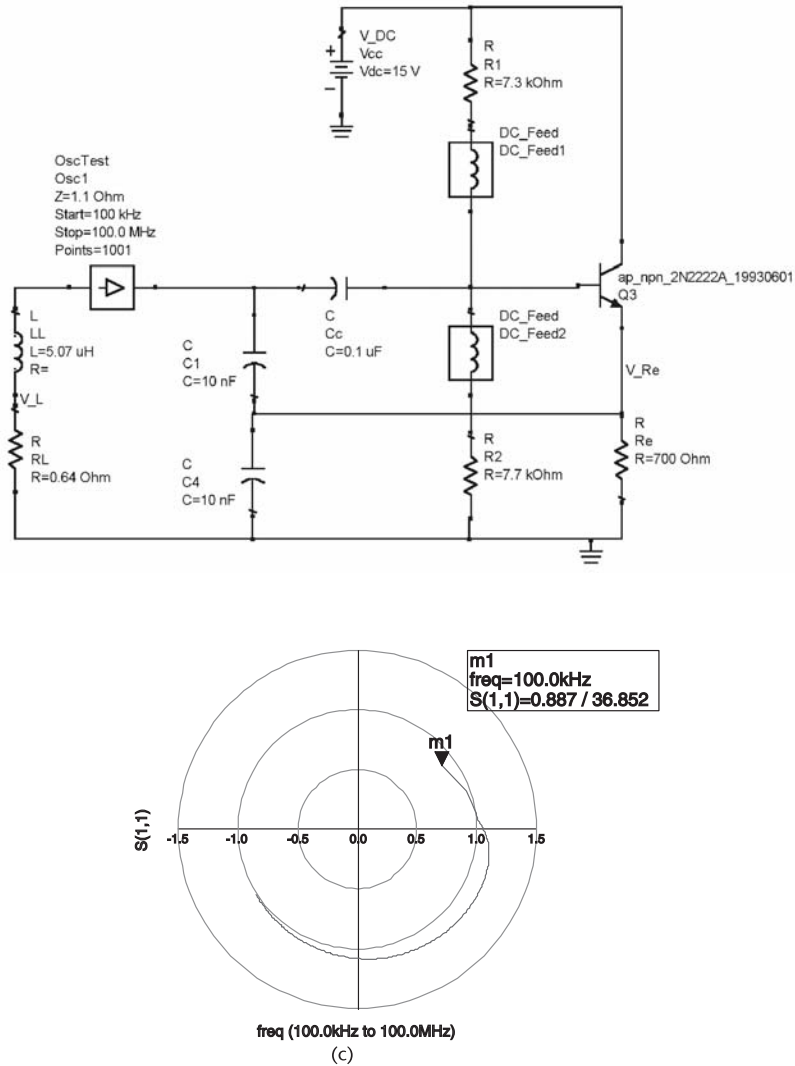 V_DC
Vcc
Vdc=15 V
+
–
R
R1
R=7.3 kOhm
DC_Feed
DC_Feed1
OscTest
Osc1
Z=1.1 Ohm
Start=100 kHz
Stop=100.0 MHz
Points=1001
ap_npn_2N2222A_19930601
Q3
L
LL
L=5.07 uH
R=
C
Cc
C=0.1 uF
DC_Feed
DC_Feed2
C
C1
C=10 nF
V_Re
V_L
R
RL
R=0.64 Ohm
C
C4
C=10 nF
R
R2
R=7.7 kOhm
R
Re
R=700 Ohm
m1
freq=100.0kHz
S(1,1)=0.887 / 36.852
m1
S(1,1)
-1.5 -1.0 -0.5 0.0 0.5 1.0 1.5
freq (100.0kHz to 100.0MHz)
(c)